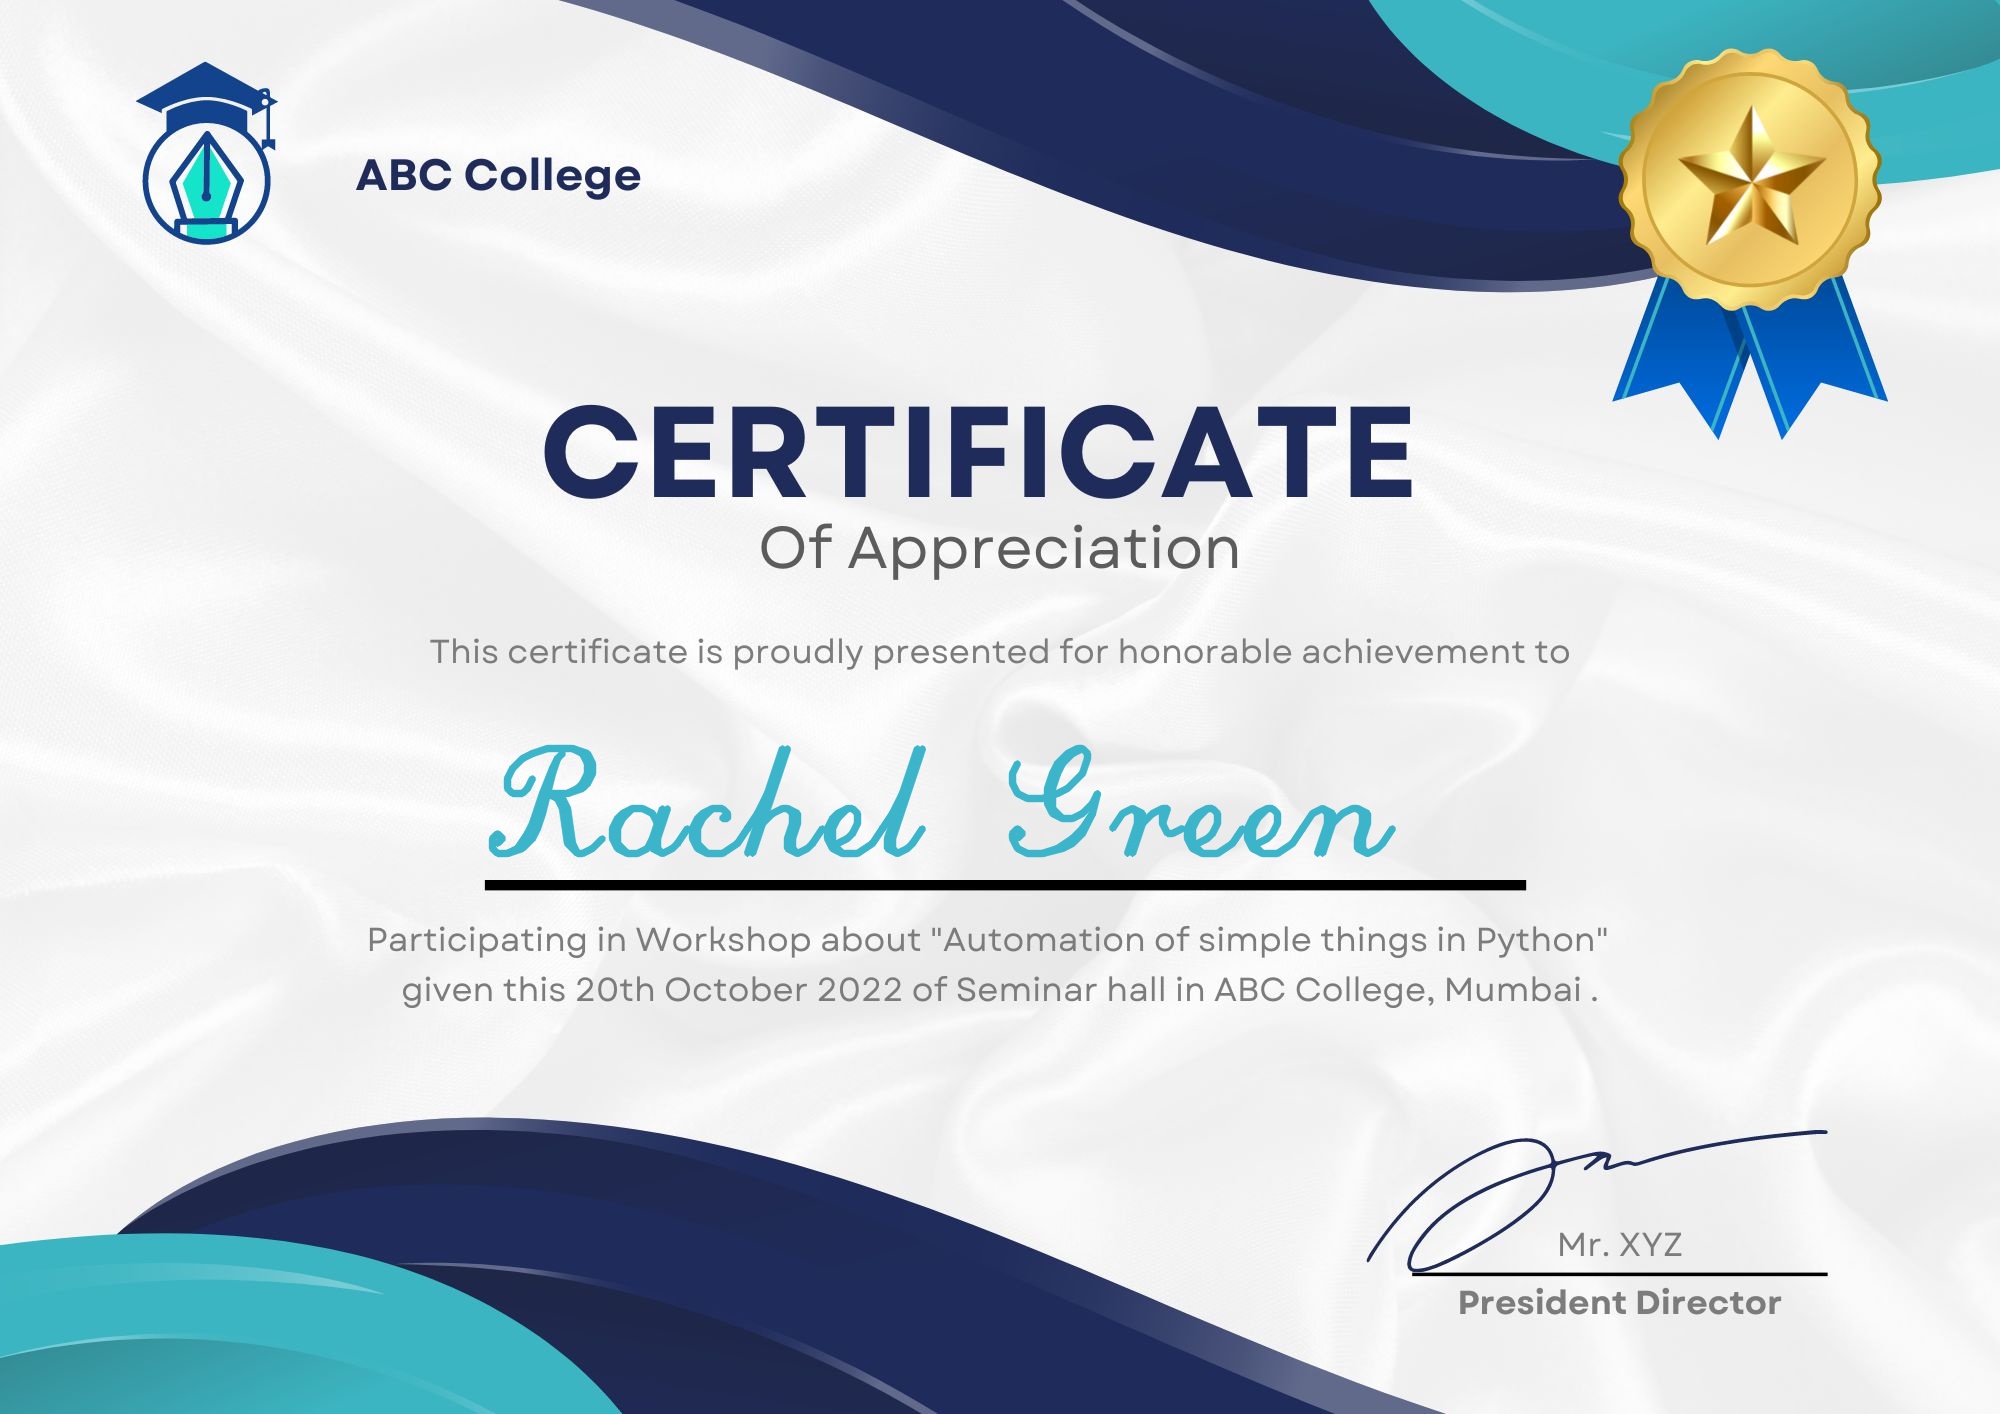 ABC College
CERTIFICATE
Of Appreciation
This certificate is proudly presented for honorable achievement to
Rachel Green
Participating in Workshop about "Automation of simple things in Python"
given this 20th October 2022 of Seminar hall in ABC College, Mumbai .
Mr. XYZ
President Director